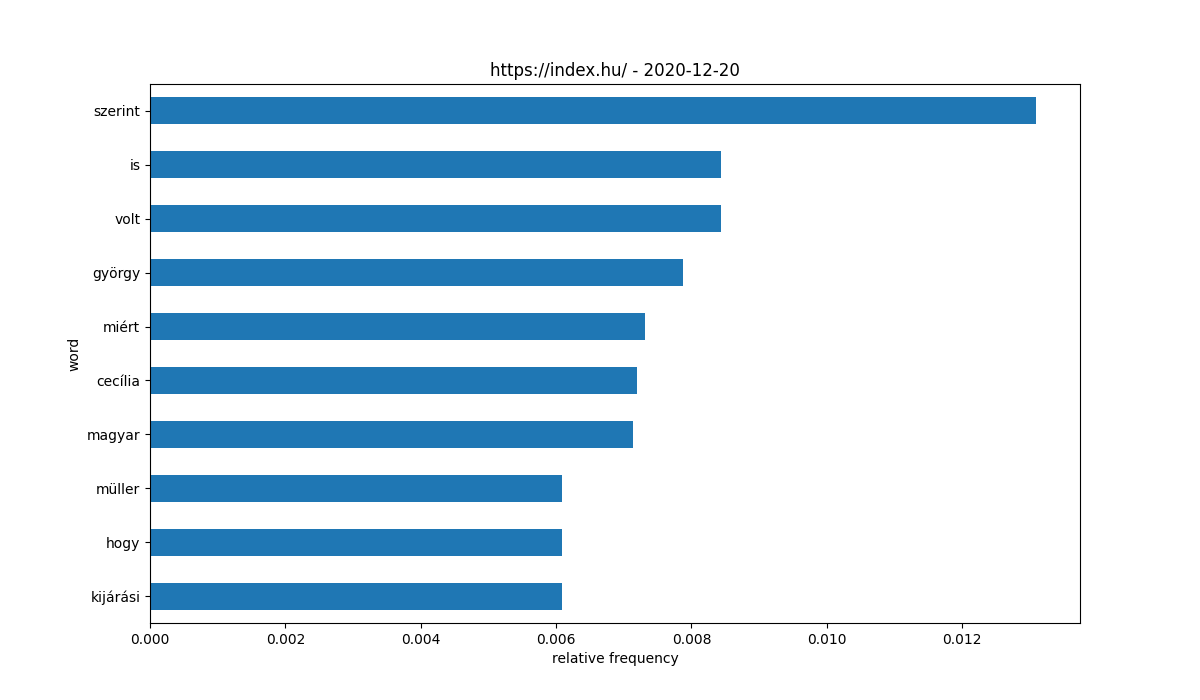 https://index.hu/ - 2020-12-20
szerint
is
volt
györgy
miért
cecília
magyar
müller
hogy
kijárási
word
0.000 0.002 0.004 0.006 0.008 0.010 0.012
relative frequency